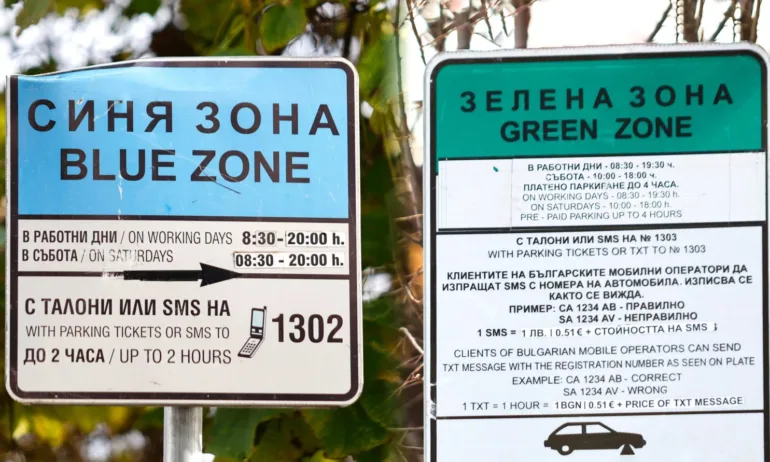 СИНЯ ЗОНА
BLUE ZONE
В РАБОТНИ ДНИ / ON WORKING DAYS 8:30-20:00 h.
В СЪБОТА / ON SATURDAYS 08:30-20:00 h.
С ТАЛОНИ ИЛИ SMS НА
WITH PARKING TICKETS OR SMS TO
1302
ДО 2 ЧАСА / UP TO 2 HOURS
ЗЕЛЕНА ЗОНА
GREEN ZONE
В РАБОТНИ ДНИ - 08:30 - 19:30 ч.
СЪБОТА - 10:00 - 18:00 ч.
ПЛАТЕНО ПАРКИРАНЕ ДО 4 ЧАСА.
ON WORKING DAYS - 08:30 - 19:30 h.
ON SATURDAYS - 10:00 - 18:00 h.
PRE - PAID PARKING UP TO 4 HOURS
С ТАЛОНИ или SMS НА № 1303
WITH PARKING TICKETS OR TXT TO № 1303
КЛИЕНТИТЕ НА БЪЛГАРСКИТЕ МОБИЛНИ ОПЕРАТОРИ ДА
ИЗПРАЩАТ SMS С НОМЕРА НА АВТОМОБИЛА. ИЗПИСВА СЕ
КАКТО СЕ ВИЖДА.
ПРИМЕР: CA 1234 AB - ПРАВИЛНО
SA 1234 AV - НЕПРАВИЛНО
1 SMS = 1 ЛВ. | 0.51 € + СТОЙНОСТТА НА SMS
CLIENTS OF BULGARIAN MOBILE OPERATORS CAN SEND
TXT MESSAGE WITH THE REGISTRATION NUMBER AS SEEN ON PLATE
EXAMPLE: CA 1234 AB - CORRECT
SA 1234 AV - WRONG
1 TXT = 1 HOUR = 1BGN | 0.51 € + PRICE OF TXT MESSAGE